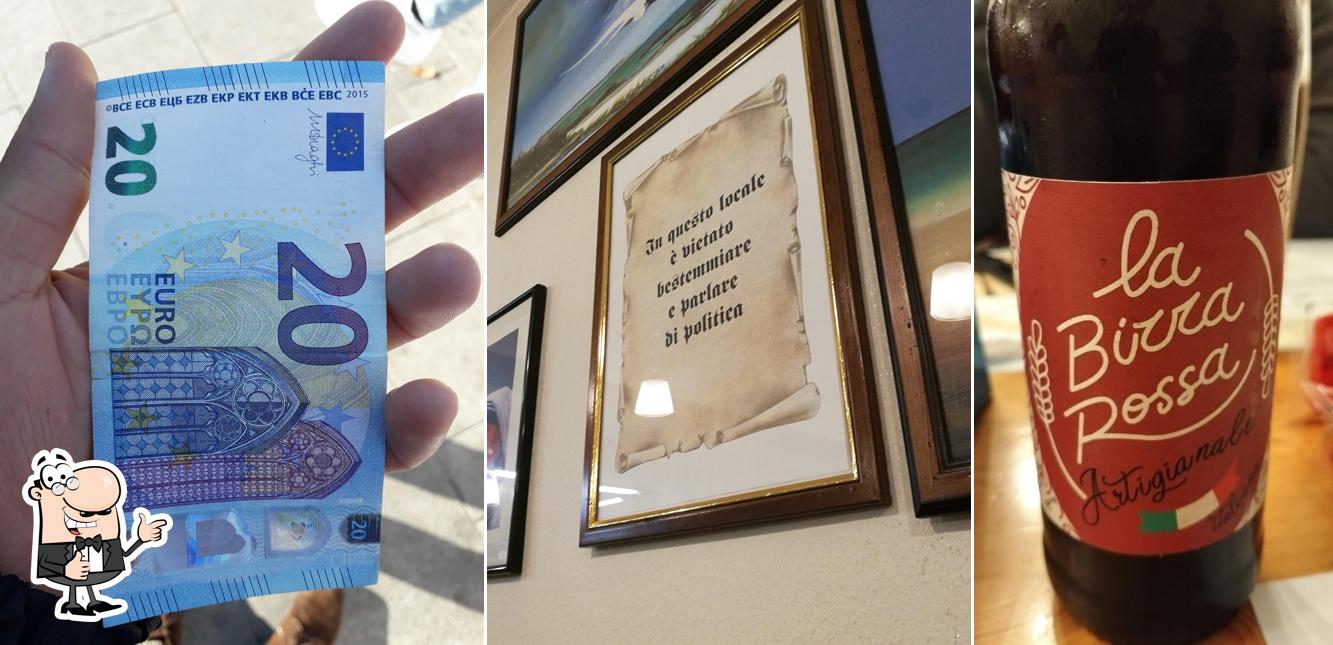 ©BCE ECB ЕЦБ EZB EKP EKT EKB BĊE EBC 2015
20
20
EURO
ΕΥΡΩ
ЕВРО
20
In questo locale
è vietato
bestemmiare
e parlare
di politica
la
Birra
Rossa
Artigianale